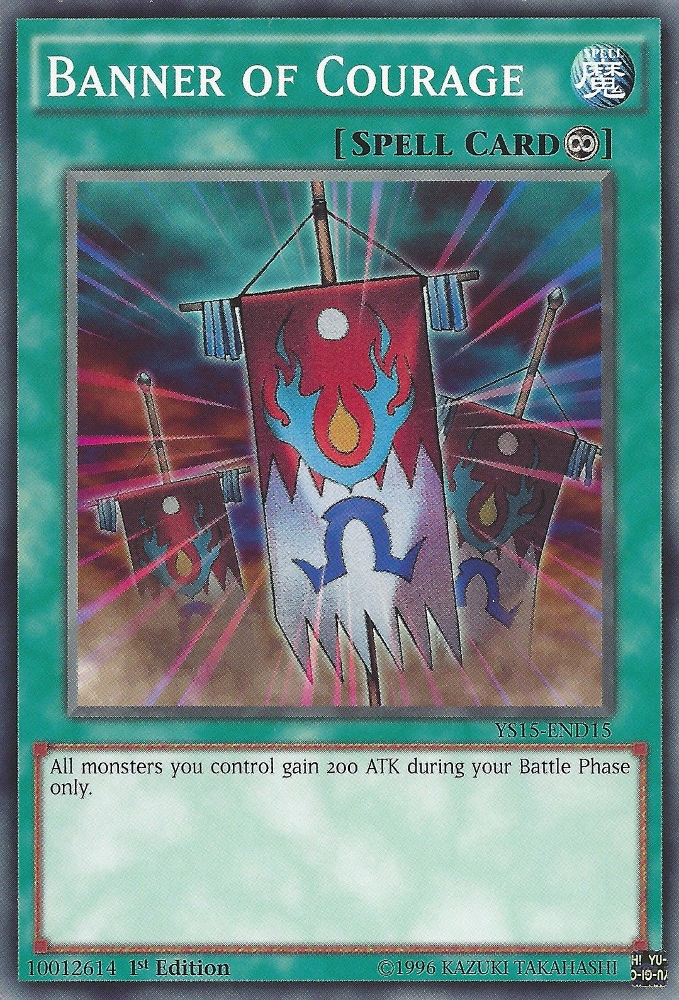 BANNER OF COURAGE
SPELL
魔
[SPELL CARD∞]
YS15-END15
All monsters you control gain 200 ATK during your Battle Phase
only.
10012614 1st Edition
©1996 KAZUKI TAKAHASHI